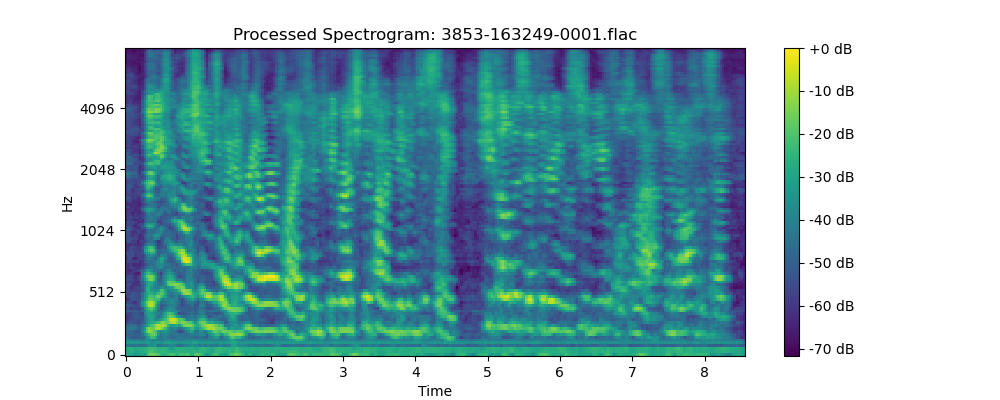 Processed Spectrogram: 3853-163249-0001.flac
Hz
4096
2048
1024
512
0
0 1 2 3 4 5 6 7 8
Time
+0 dB
-10 dB
-20 dB
-30 dB
-40 dB
-50 dB
-60 dB
-70 dB